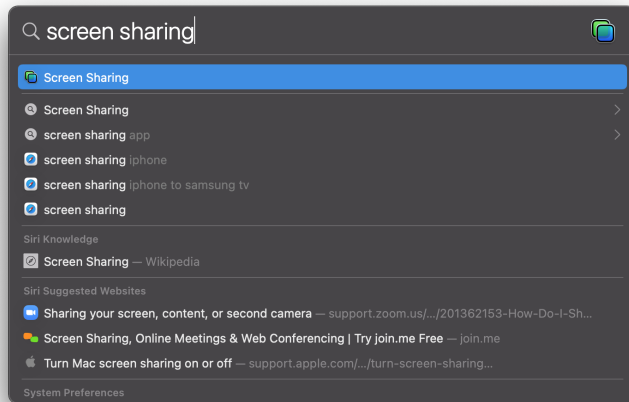 screen sharing
Screen Sharing
Screen Sharing
screen sharing app
screen sharing iphone
screen sharing iphone to samsung tv
screen sharing
Siri Knowledge
Screen Sharing — Wikipedia
Siri Suggested Websites
Sharing your screen, content, or second camera — support.zoom.us/.../201362153-How-Do-I-Sh...
Screen Sharing, Online Meetings & Web Conferencing | Try join.me Free — join.me
Turn Mac screen sharing on or off — support.apple.com/.../turn-screen-sharing...
System Preferences